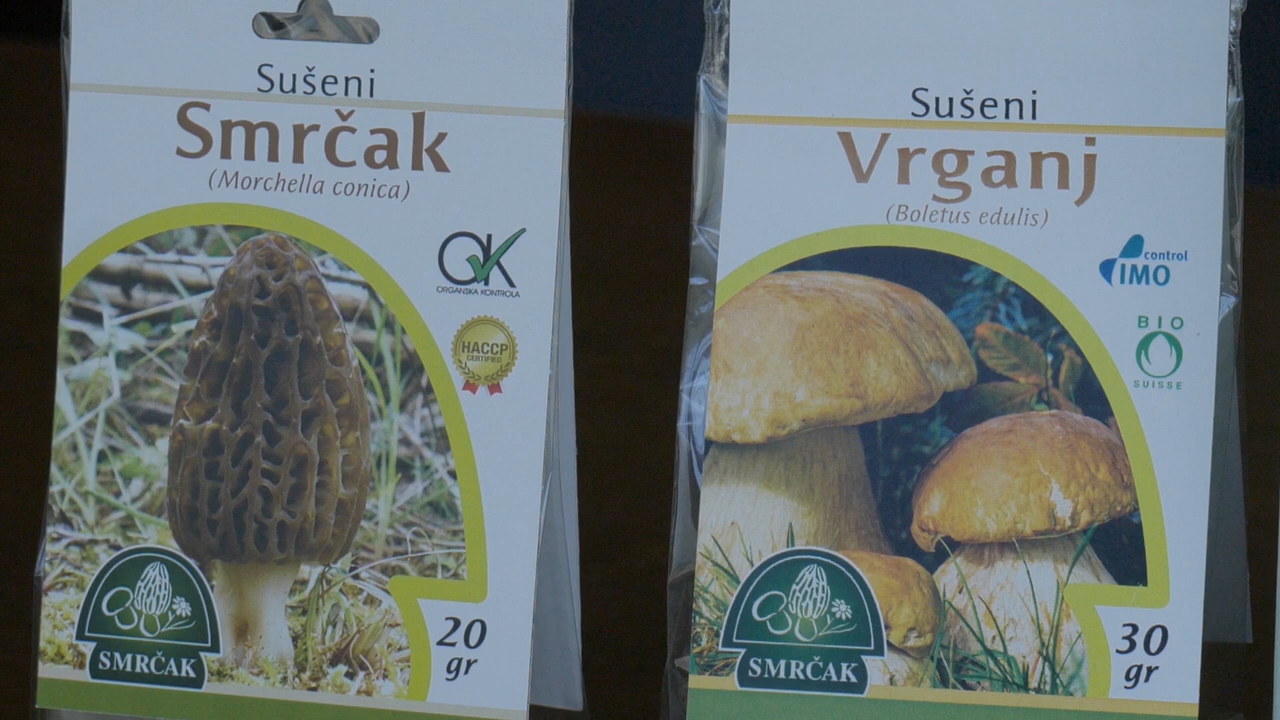 Sušeni
Smrčak
(Morchella conica)
OK
ORGANSKA KONTROLA
HACCP
CERTIFIED
20
gr
SMRČAK
Sušeni
Vrganj
(Boletus edulis)
control
IMO
BIO
SUISSE
30
gr
SMRČAK